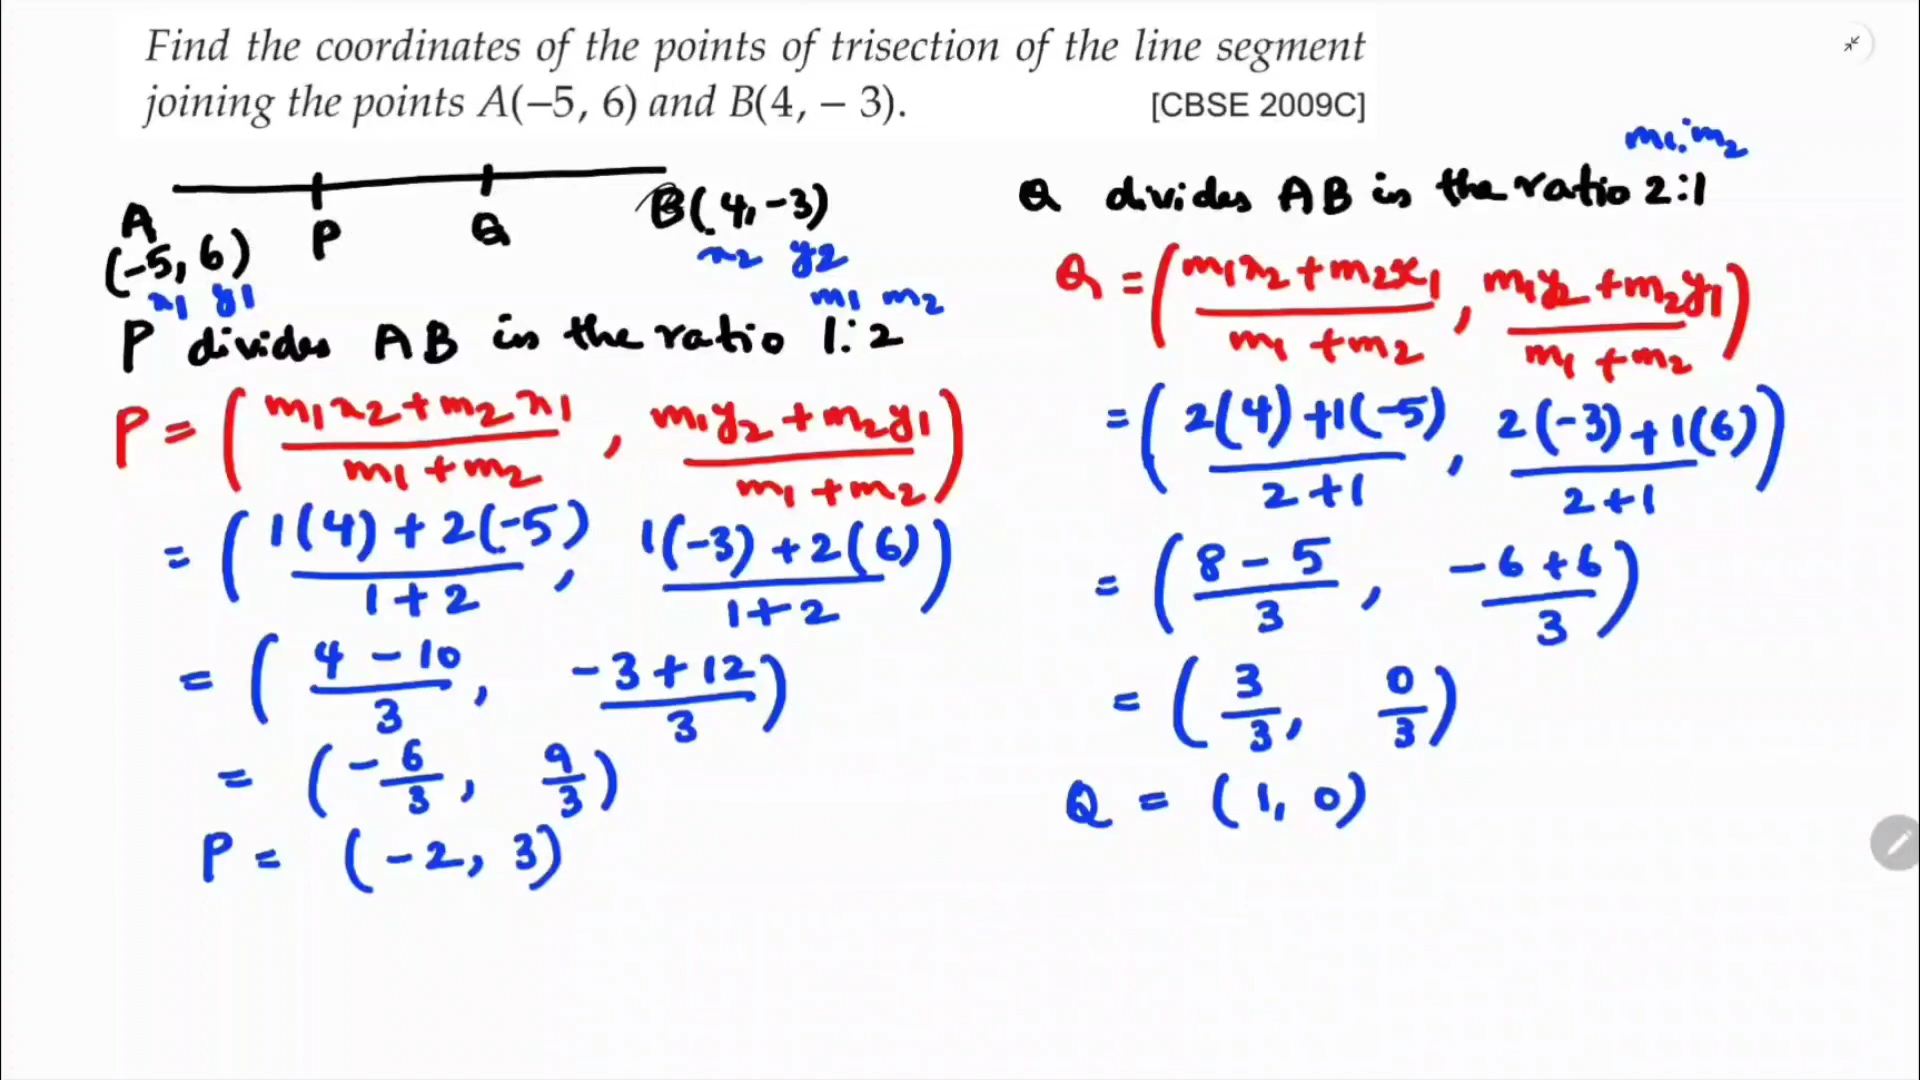 Find the coordinates of the points of trisection of the line segment
joining the points A(–5, 6) and B(4, – 3). [CBSE 2009C]
A P Q B(4, -3)
(-5, 6)
x1 y1
x2 y2
m1 m2
P divides AB in the ratio 1:2
P = ( m1x2+m2x1 / m1+m2 , m1y2+m2y1 / m1+m2 )
= ( 1(4)+2(-5) / 1+2 , 1(-3)+2(6) / 1+2 )
= ( 4-10 / 3 , -3+12 / 3 )
= ( -6/3 , 9/3 )
P = (-2, 3)
m1:m2
Q divides AB in the ratio 2:1
Q = ( m1x2+m2x1 / m1+m2 , m1y2+m2y1 / m1+m2 )
= ( 2(4)+1(-5) / 2+1 , 2(-3)+1(6) / 2+1 )
= ( 8-5 / 3 , -6+6 / 3 )
= ( 3/3 , 0/3 )
Q = (1, 0)